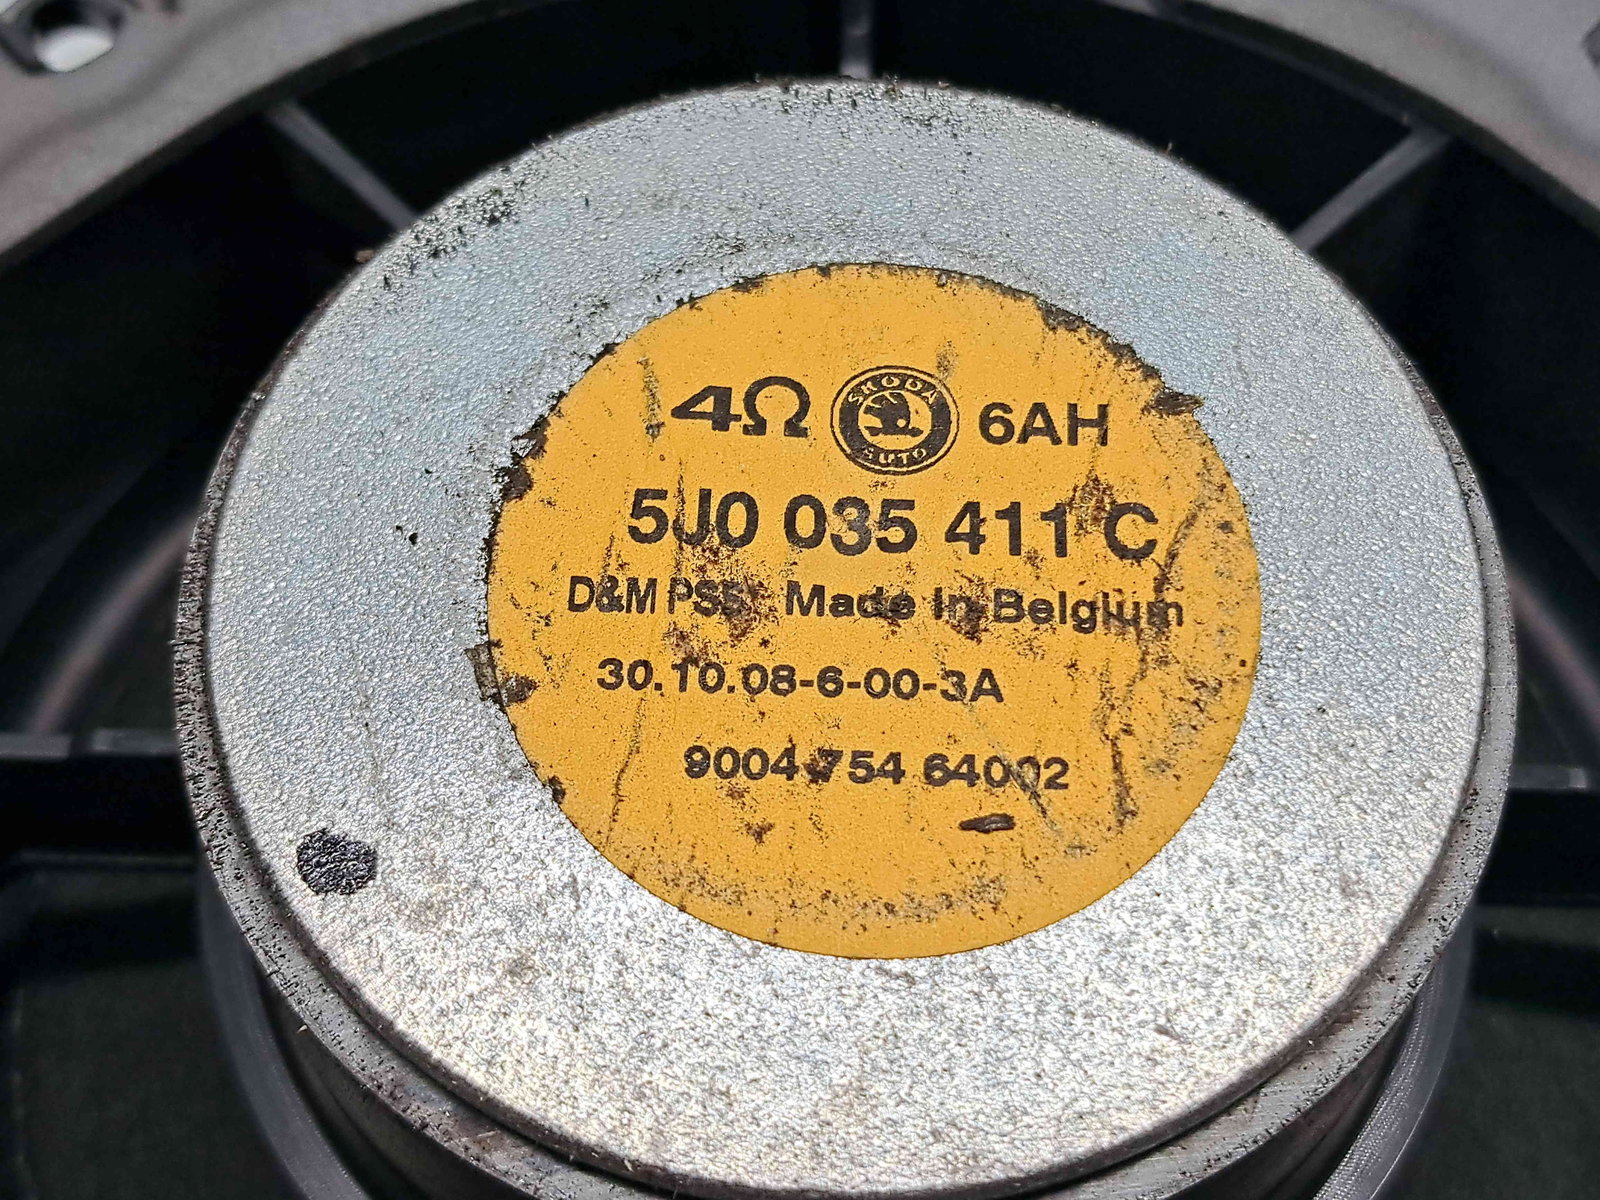 4Ω ŠKODA AUTO 6AH
5J0 035 411 C
D&M PSS Made In Belgium
30.10.08-6-00-3A
9004 754 64002